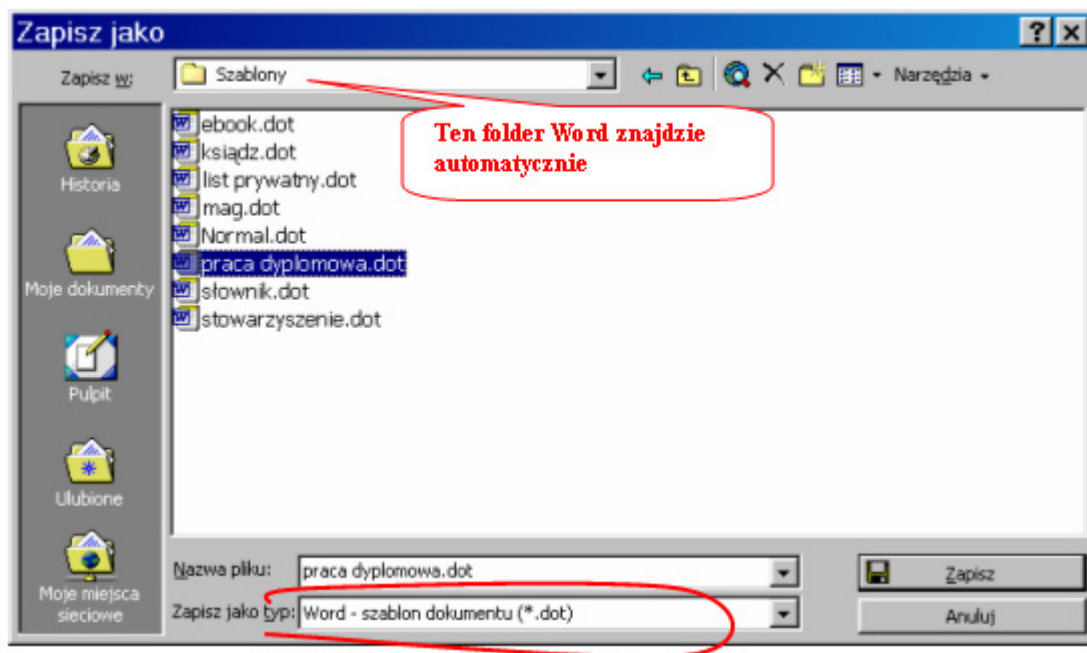 Zapisz jako
Zapisz w:
Szablony
Narzędzia
Ten folder Word znajdzie
automatycznie
ebook.dot
ksiądz.dot
list prywatny.dot
mag.dot
Normal.dot
praca dyplomowa.dot
słownik.dot
stowarzyszenie.dot
Historia
Moje dokumenty
Pulpit
Ulubione
Moje miejsca
sieciowe
Nazwa pliku:
praca dyplomowa.dot
Zapisz
Zapisz jako typ:
Word - szablon dokumentu (*.dot)
Anuluj